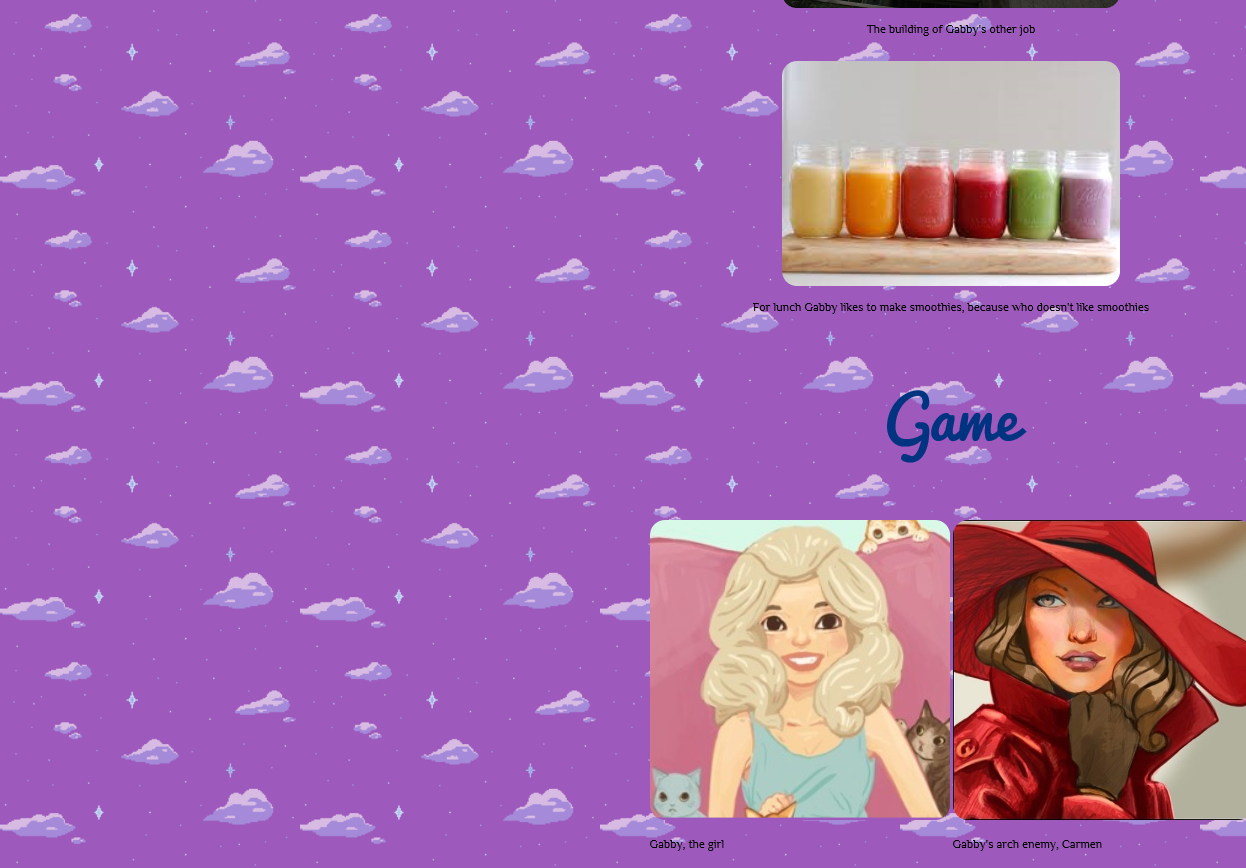 The building of Gabby's other job
For lunch Gabby likes to make smoothies, because who doesn't like smoothies
Game
Gabby, the girl
Gabby's arch enemy, Carmen